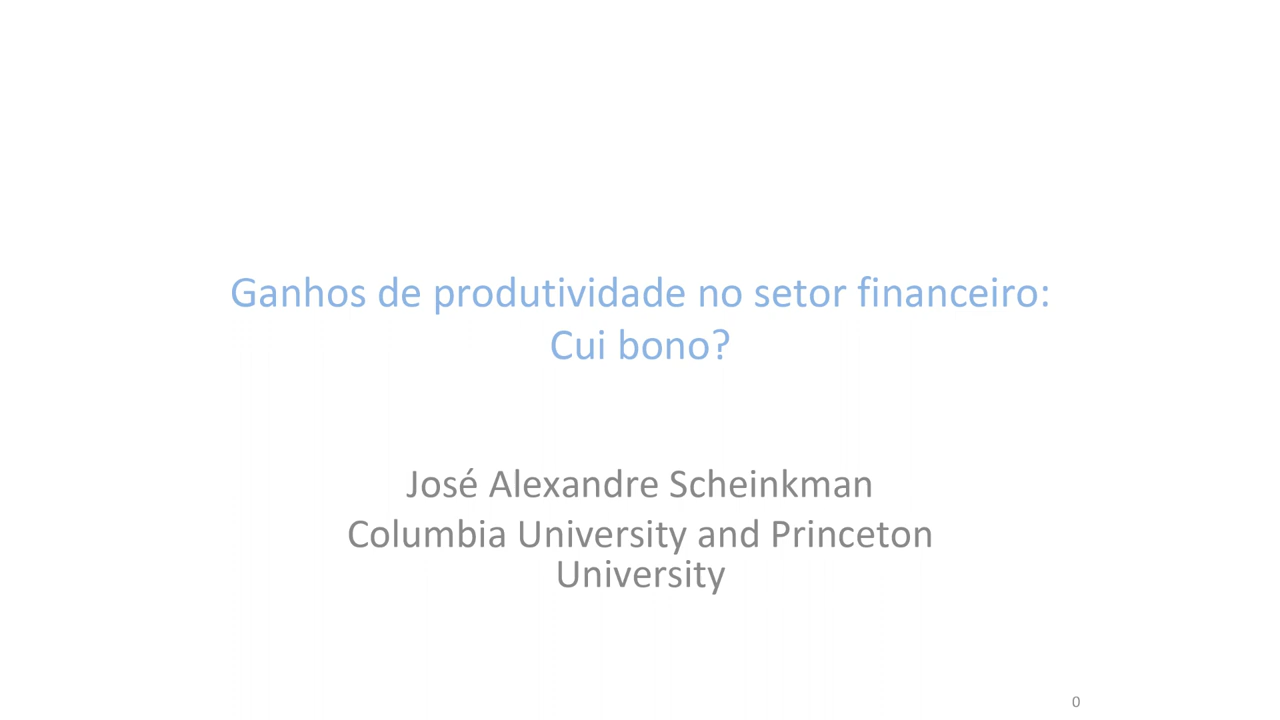 Ganhos de produtividade no setor financeiro:
Cui bono?
José Alexandre Scheinkman
Columbia University and Princeton
University
0